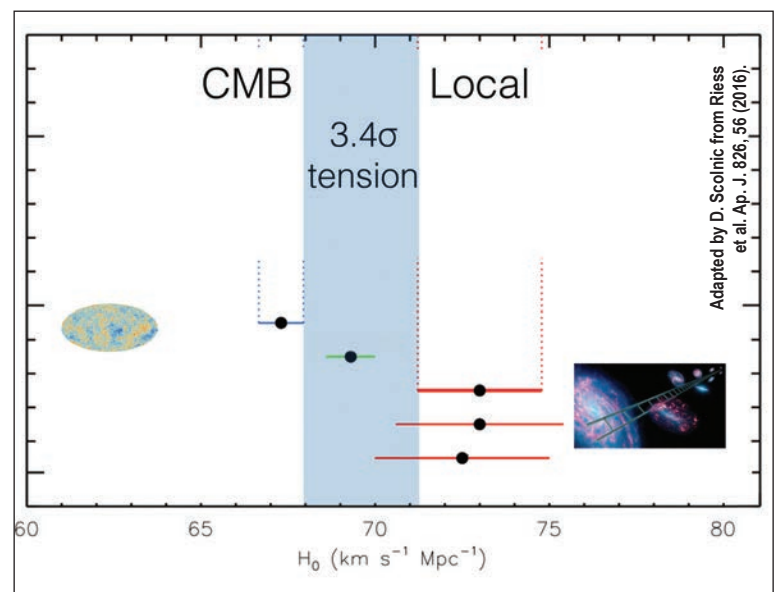 CMB
Local
3.4σ
tension
Adapted by D. Scolnic from Riess
et al. Ap. J. 826, 56 (2016).
60 65 70 75 80
H₀ (km s⁻¹ Mpc⁻¹)